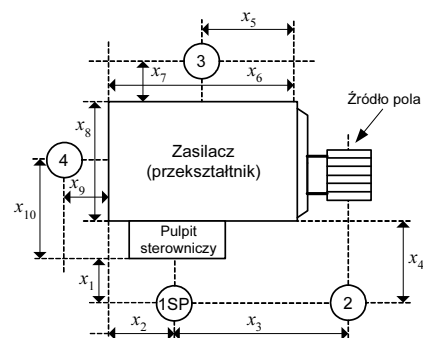 x5
3
x7
x6
Źródło pola
x8
Zasilacz
(przekształtnik)
4
x9
x10
Pulpit
sterowniczy
x4
x1
1SP
2
x2
x3